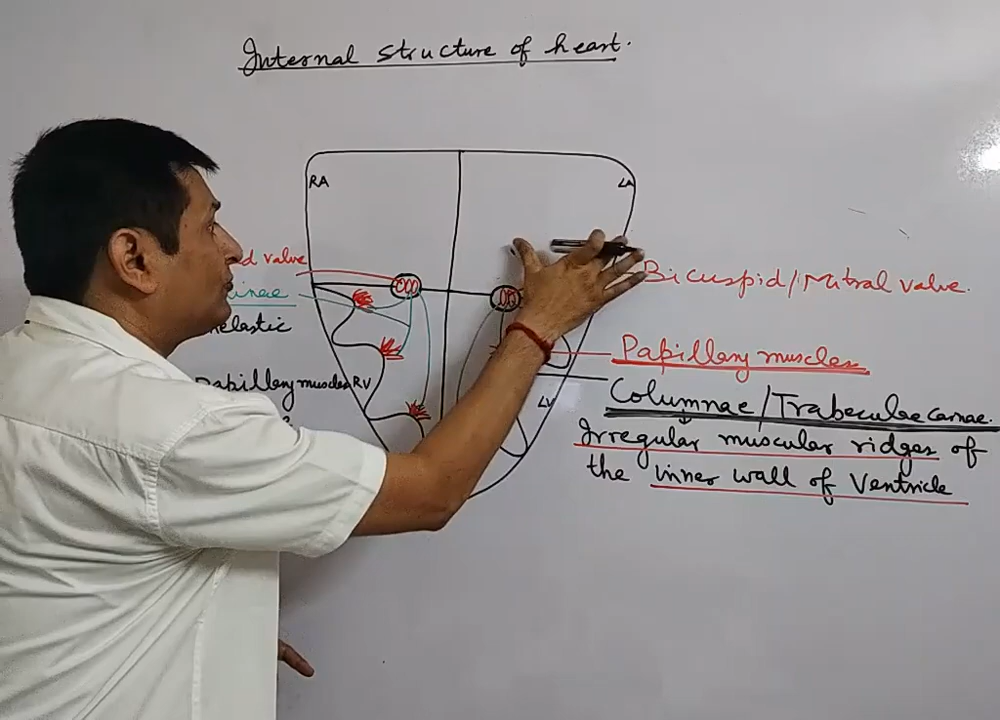 Internal structure of heart.
RA
LA
valve
Bicuspid/Mitral valve.
inelastic
Papillary muscles
Papillary muscles RV
Columnae/Trabeculae Carnae.
LV
Irregular muscular ridges of
the inner wall of Ventricle